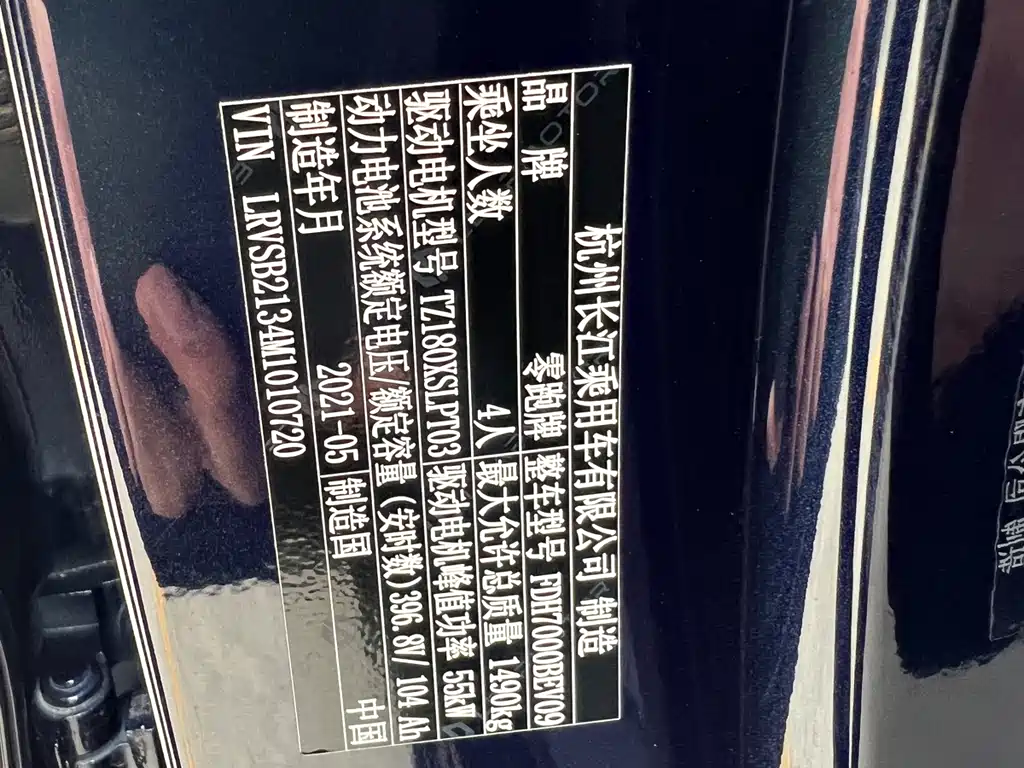 杭州长江乘用车有限公司 制造
品牌 零跑牌 整车型号 FDH7000BEV09
乘坐人数 4人 最大允许总质量 1490kg
驱动电机型号 TZ180XSLPT03 驱动电机峰值功率 55kW
动力电池系统额定电压/额定容量(安时数) 396.8V/104 Ah
制造年月 2021-05 制造国 中国
VIN LRVSB2134M1010720